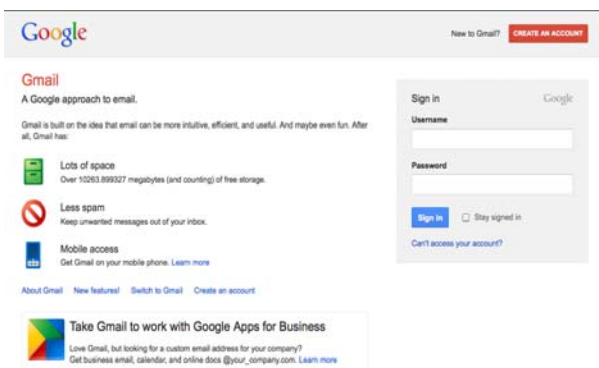 Google
New to Gmail? CREATE AN ACCOUNT
Gmail
A Google approach to email.
Gmail is built on the idea that email can be more intuitive, efficient, and useful. And maybe even fun. After
all, Gmail has:
Lots of space
Over 10263.899327 megabytes (and counting) of free storage.
Less spam
Keep unwanted messages out of your inbox.
Mobile access
Get Gmail on your mobile phone. Learn more
About Gmail New features! Switch to Gmail Create an account
Take Gmail to work with Google Apps for Business
Love Gmail, but looking for a custom email address for your company?
Get business email, calendar, and online docs @your_company.com. Learn more
Sign in Google
Username
Password
Sign in Stay signed in
Can't access your account?